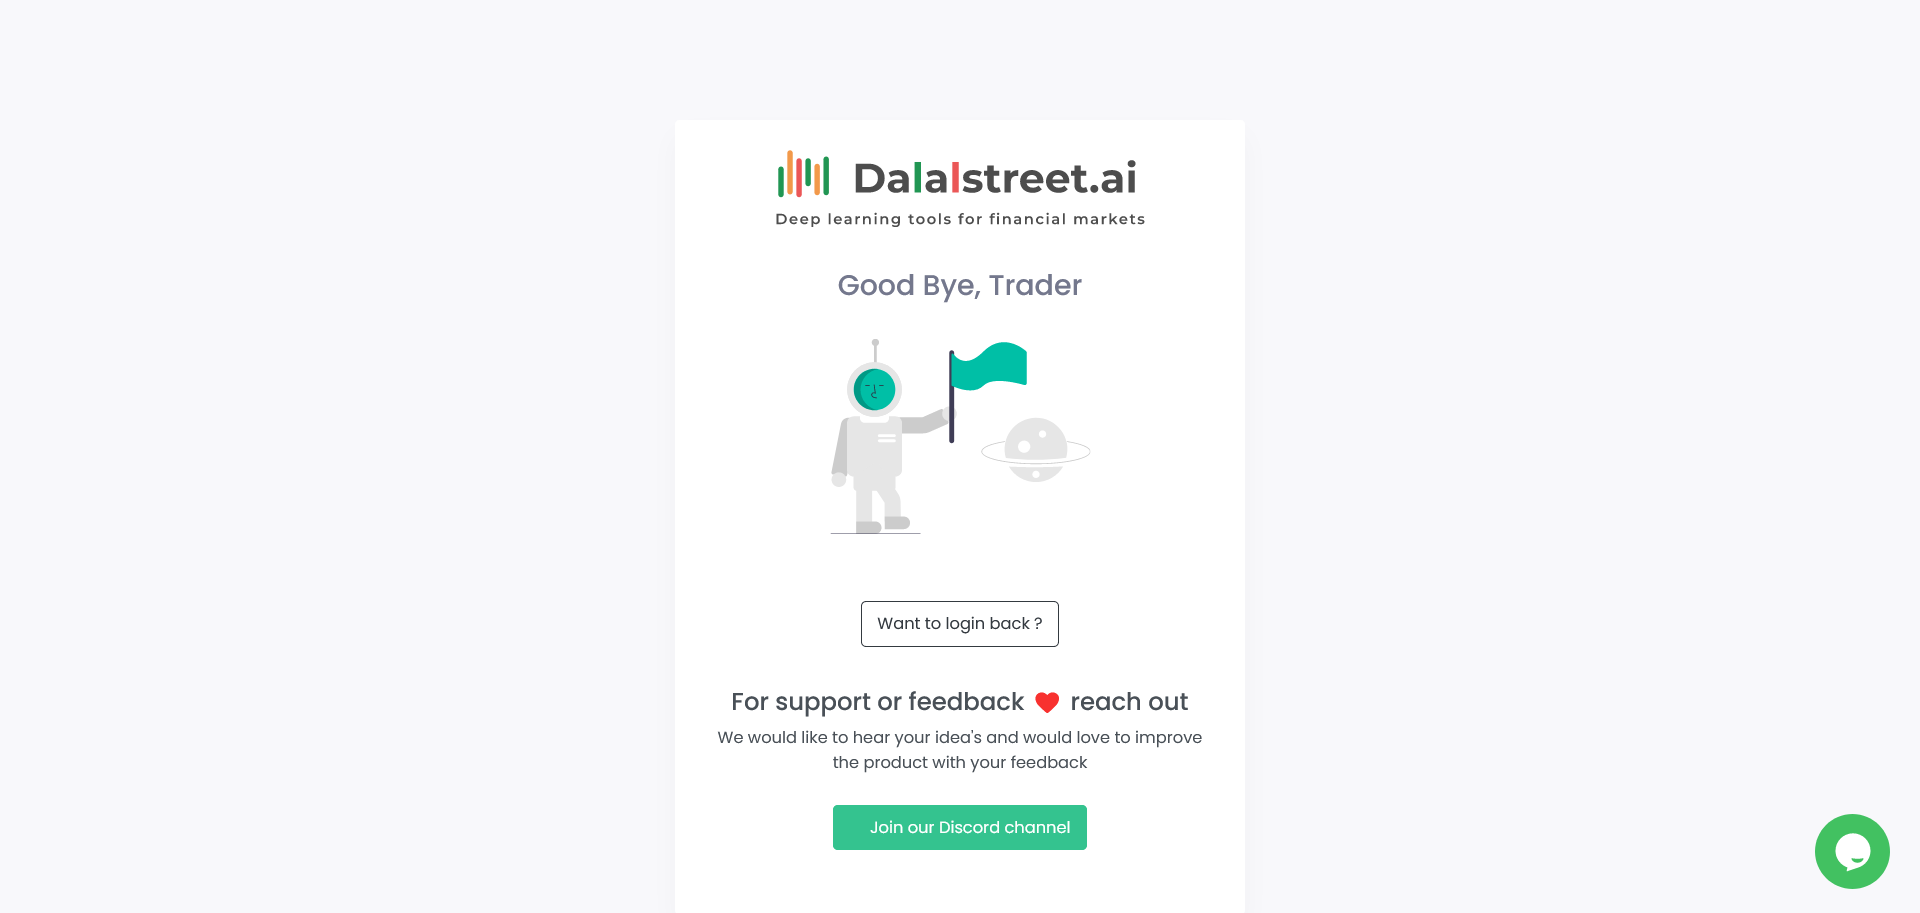 Dalalstreet.ai
Deep learning tools for financial markets
Good Bye, Trader
Want to login back ?
For support or feedback reach out
We would like to hear your idea's and would love to improve
the product with your feedback
Join our Discord channel